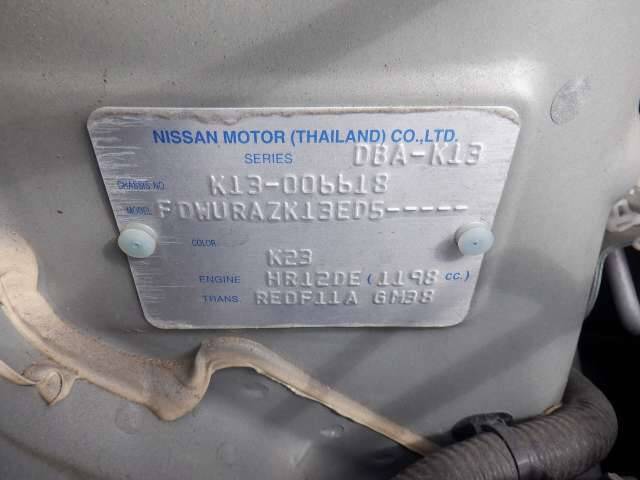 NISSAN MOTOR (THAILAND) CO.,LTD.
SERIES DBA-K13
CHASSIS NO. K13-006618
MODEL FDWURAZK13ED5-----
COLOR
K23
ENGINE HR12DE (1198 CC.)
TRANS. RE0F11A GM38